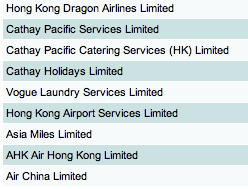 Hong Kong Dragon Airlines Limited
Cathay Pacific Services Limited
Cathay Pacific Catering Services (HK) Limited
Cathay Holidays Limited
Vogue Laundry Services Limited
Hong Kong Airport Services Limited
Asia Miles Limited
AHK Air Hong Kong Limited
Air China Limited